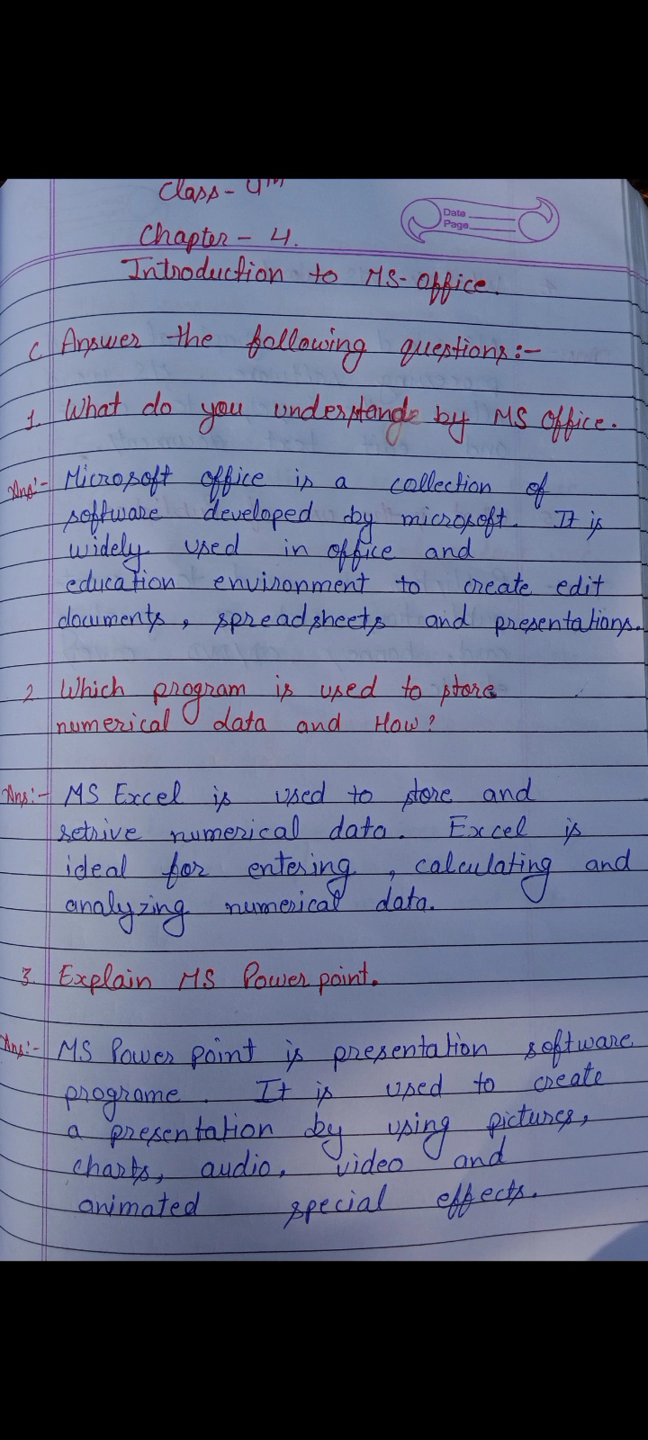 Class - 4th
Date
Page
Chapter - 4.
Introduction to MS-Office.
C. Answer the following questions:-
1. What do you understande by MS Office.
Ans:- Microsoft office is a collection of
software developed by microsoft. It is
widely used in office and
education environment to create edit
documents, spreadsheets and presentations.
2. Which program is used to store
numerical data and How?
Ans:- MS Excel is used to store and
setrive numerical data. Excel is
ideal for entering, calculating and
analyzing numerical data.
3. Explain MS Power point.
Ans:- MS Power point is presentation software
programe. It is used to create
a presentation by using pictures,
charts, audio, video and
animated special effects.